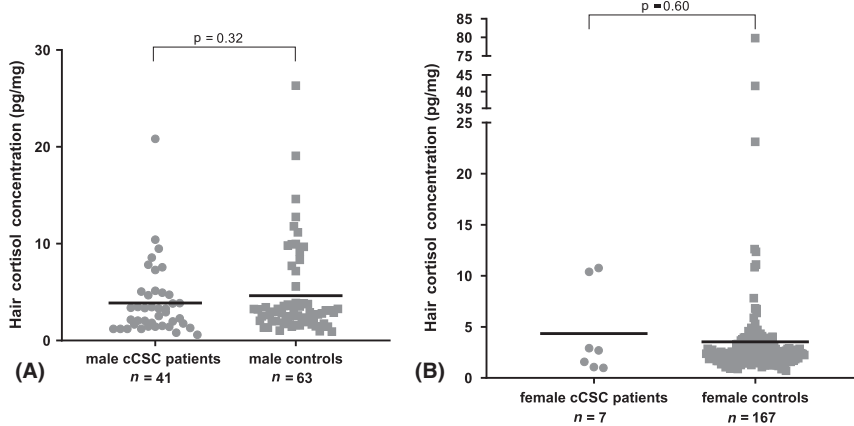 p = 0.32
Hair cortisol concentration (pg/mg)
30
20
10
0
male cCSC patients
n = 41
male controls
n = 63
(A)
p = 0.60
Hair cortisol concentration (pg/mg)
85
80
75
45
40
35
25
20
15
10
5
0
female cCSC patients
n = 7
female controls
n = 167
(B)